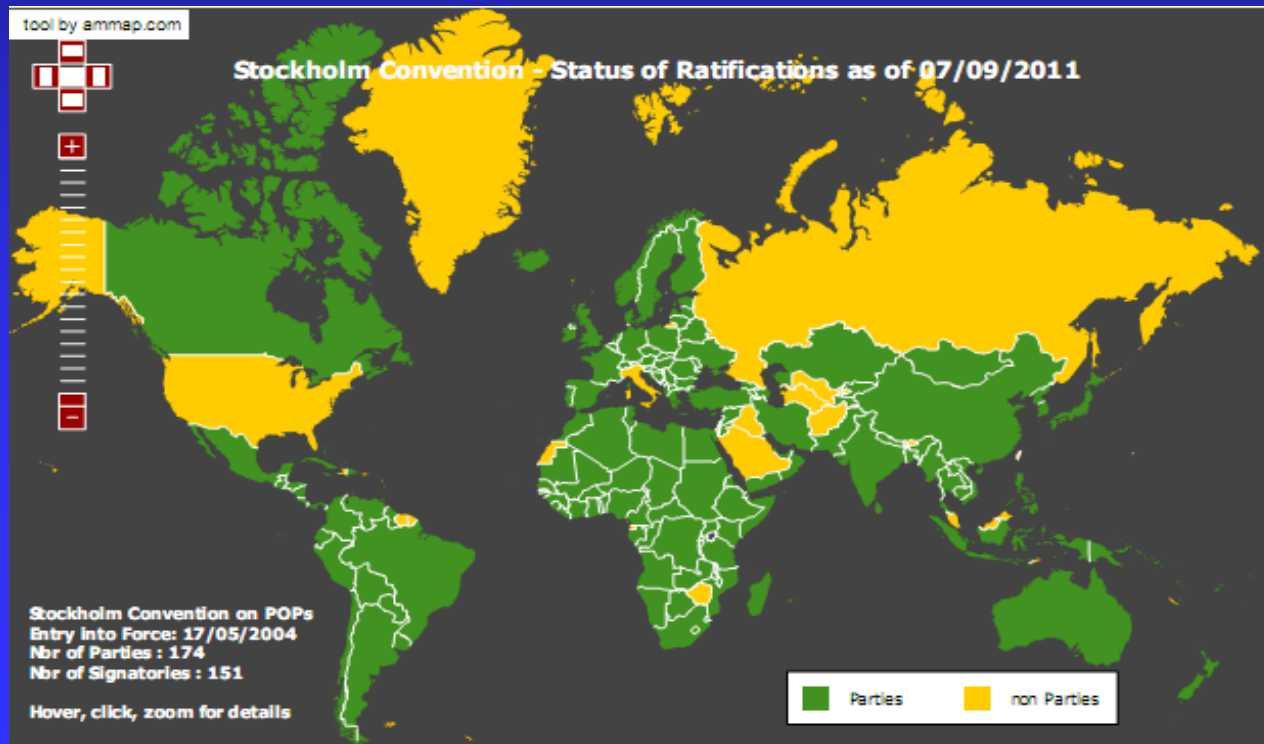 tool by ammap.com
Stockholm Convention - Status of Ratifications as of 07/09/2011
+
-
Stockholm Convention on POPs
Entry into Force: 17/05/2004
Nbr of Parties : 174
Nbr of Signatories : 151
Hover, click, zoom for details
Parties
non Parties